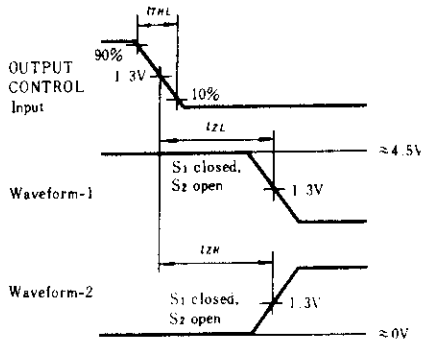 tTHL
90%
OUTPUT
CONTROL
Input
1 3V
10%
tZL
≈4.5V
S1 closed,
S2 open
1 3V
Waveform-1
tZH
Waveform-2
S1 closed,
S2 open
1.3V
≈0V